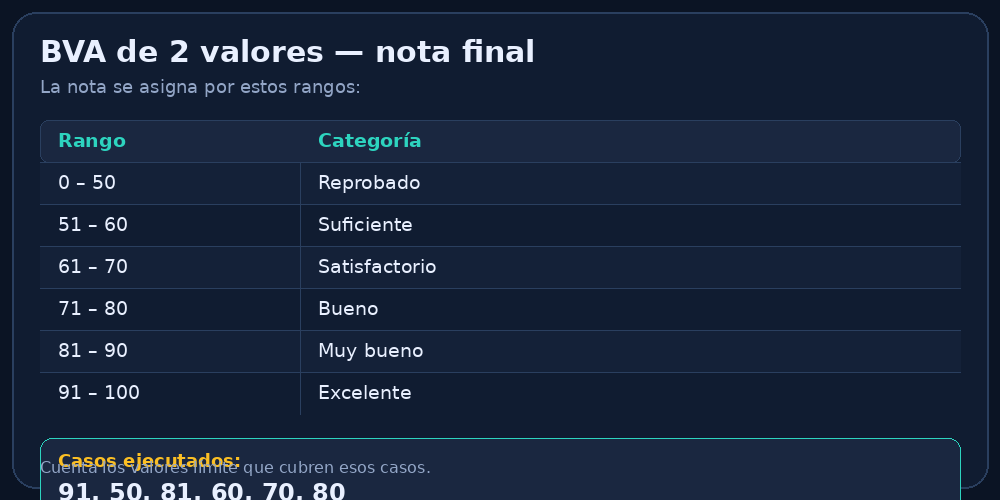 BVA de 2 valores — nota final
La nota se asigna por estos rangos:
Rango Categoría
0 – 50 Reprobado
51 – 60 Suficiente
61 – 70 Satisfactorio
71 – 80 Bueno
81 – 90 Muy bueno
91 – 100 Excelente
Casos ejecutados:
Cuenta los valores límite que cubren esos casos.
91, 50, 81, 60, 70, 80